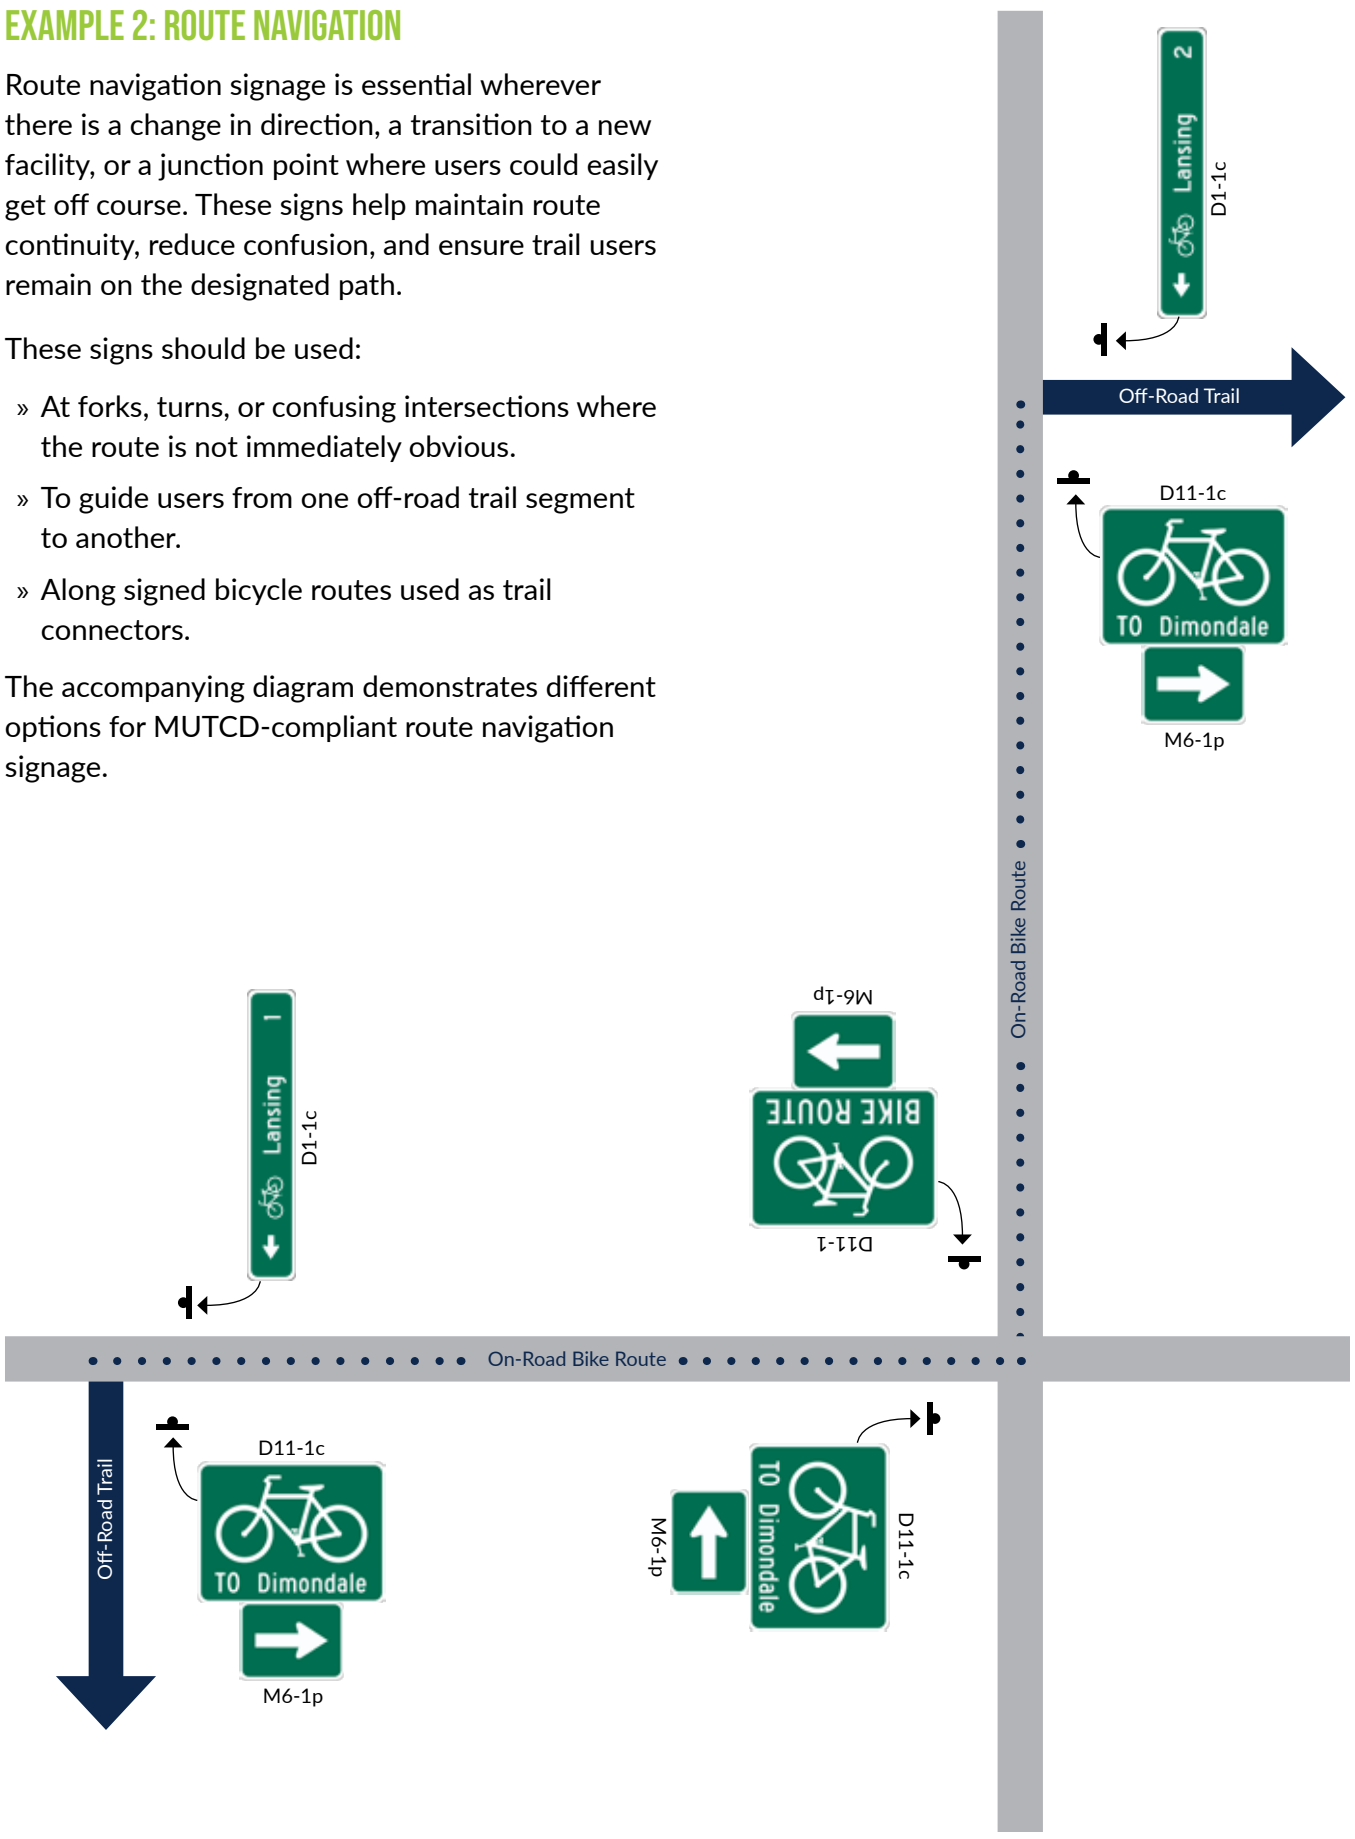 EXAMPLE 2: ROUTE NAVIGATION
Route navigation signage is essential wherever
there is a change in direction, a transition to a new
facility, or a junction point where users could easily
get off course. These signs help maintain route
continuity, reduce confusion, and ensure trail users
remain on the designated path.
These signs should be used:
» At forks, turns, or confusing intersections where
the route is not immediately obvious.
» To guide users from one off-road trail segment
to another.
» Along signed bicycle routes used as trail
connectors.
The accompanying diagram demonstrates different
options for MUTCD-compliant route navigation
signage.
Lansing 2
D1-1c
Off-Road Trail
D11-1c
TO Dimondale
M6-1p
On-Road Bike Route
M6-1p
BIKE ROUTE
D11-1
Lansing 1
D1-1c
On-Road Bike Route
Off-Road Trail
D11-1c
TO Dimondale
M6-1p
D11-1c
TO Dimondale
M6-1p